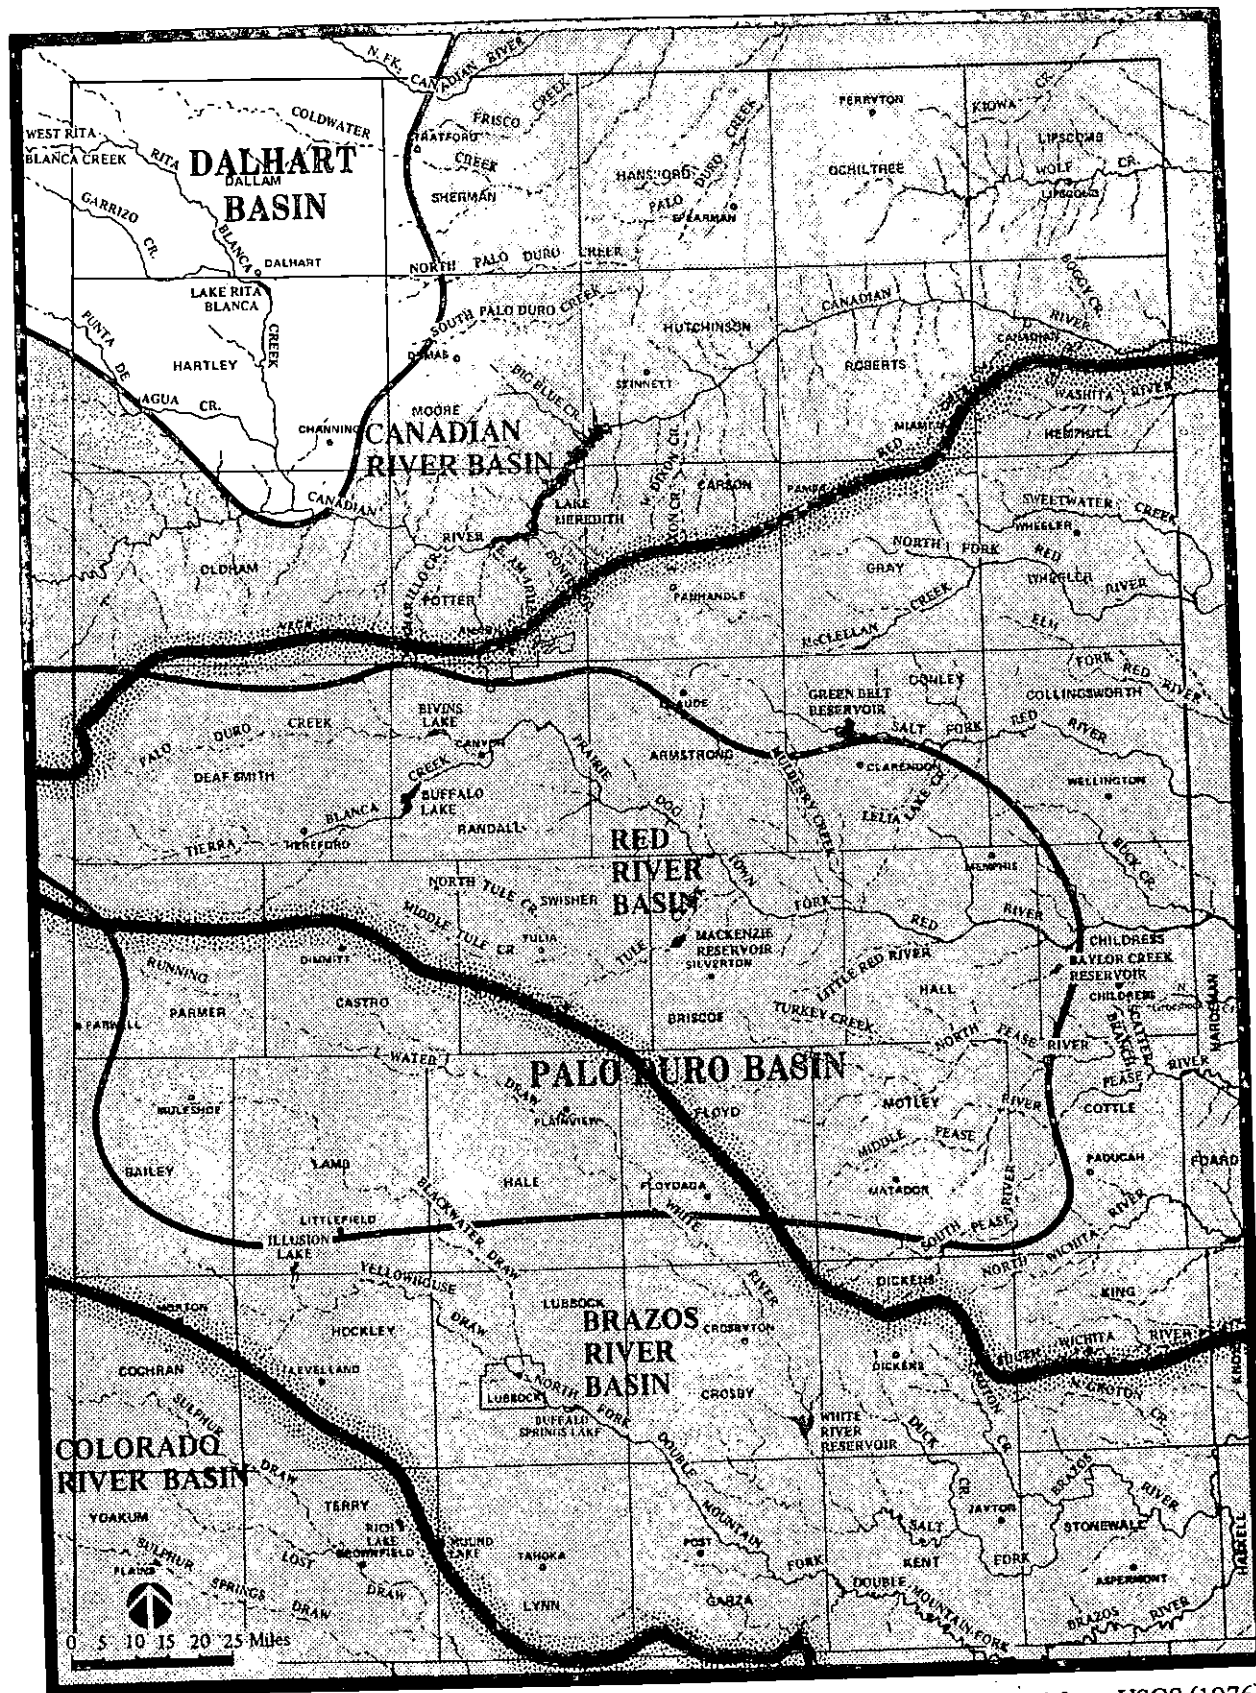 N. FK. CANADIAN RIVER
COLDWATER
CREEK
FRISCO CREEK
PERRYTON
KIOWA CR.
WEST RITA
BLANCA CREEK
RITA
BLANCA
CREEK
DALHART
BASIN
DALLAM
SHERMAN
PALO DURO CREEK
SPEARMAN
OCHILTREE
LIPSCOMB
WOLF CR.
LIPSCOMB
CR.
DALHART
NORTH PALO DURO CREEK
LAKE RITA
BLANCA
SOUTH PALO DURO CREEK
HUTCHINSON
CANADIAN RIVER
BOGGY CR.
PUNTA DE AGUA CR.
HARTLEY
ROBERTS
BIG BLUE CR.
WASHITA RIVER
HEMPHILL
MOORE
CHANNING
CANADIAN
RIVER BASIN
RED
CARSON
CANADIAN RIVER
LAKE
MEREDITH
SWEETWATER CREEK
WHEELER
NORTH FORK RED RIVER
WHEELER
GRAY
OLDHAM
POTTER
PANHANDLE
McCLELLAN CREEK
ELM FORK RED RIVER
DONLEY
COLLINGSWORTH
GREEN BELT
RESERVOIR
SALT FORK RED RIVER
BIVINS
LAKE
PALO DURO CREEK
CANYON
ARMSTRONG
CLARENDON
DEAF SMITH
MULBERRY CREEK
LELIA LAKE CR.
WELLINGTON
TIERRA BLANCA CREEK
BUFFALO
LAKE
HEREFORD
RANDALL
PRAIRIE DOG TOWN FORK RED RIVER
RED
RIVER
BASIN
MEMPHIS
BUCK CR.
NORTH TULE CR.
SWISHER
MIDDLE TULE CR.
TULIA
TULE
MACKENZIE
RESERVOIR
SILVERTON
CHILDRESS
BAYLOR CREEK
RESERVOIR
CHILDRESS
HARDEMAN
DIMMITT
LITTLE RED RIVER
HALL
RUNNING
WATER
DRAW
PARMER
CASTRO
BRISCOE
TURKEY CREEK
NORTH PEASE RIVER
BRANCH
PEASE RIVER
PALO DURO BASIN
MULESHOE
PLAINVIEW
FLOYD
MOTLEY
COTTLE
MIDDLE PEASE RIVER
BAILEY
LAMB
HALE
FLOYDADA
MATADOR
PADUCAH
FOARD
BLACKWATER DRAW
WHITE RIVER
LITTLEFIELD
ILLUSION
LAKE
SOUTH PEASE RIVER
NORTH WICHITA RIVER
YELLOWHOUSE DRAW
DICKENS
KING
MORTON
LUBBOCK
HOCKLEY
BRAZOS
RIVER
BASIN
CROSBYTON
SOUTH WICHITA RIVER
DICKENS
COCHRAN
LEVELLAND
CROSBY
CROTON CR.
N. CROTON CR.
LUBBOCK
NORTH FORK DOUBLE MOUNTAIN FORK
BUFFALO
SPRINGS LAKE
WHITE
RIVER
RESERVOIR
DUCK CR.
COLORADO
RIVER BASIN
SULPHUR DRAW
BRAZOS RIVER
JAYTON
STONEWALL
YOAKUM
TERRY
RICH
LAKE
BROWNFIELD
MOUND
LAKE
TAHOKA
POST
SALT FORK
KENT
HASKELL
PLAINS
SULPHUR SPRINGS DRAW
LOST DRAW
ASPERMONT
LYNN
GARZA
DOUBLE MOUNTAIN FORK
BRAZOS RIVER
0 5 10 15 20 25 Miles
USGS (1976